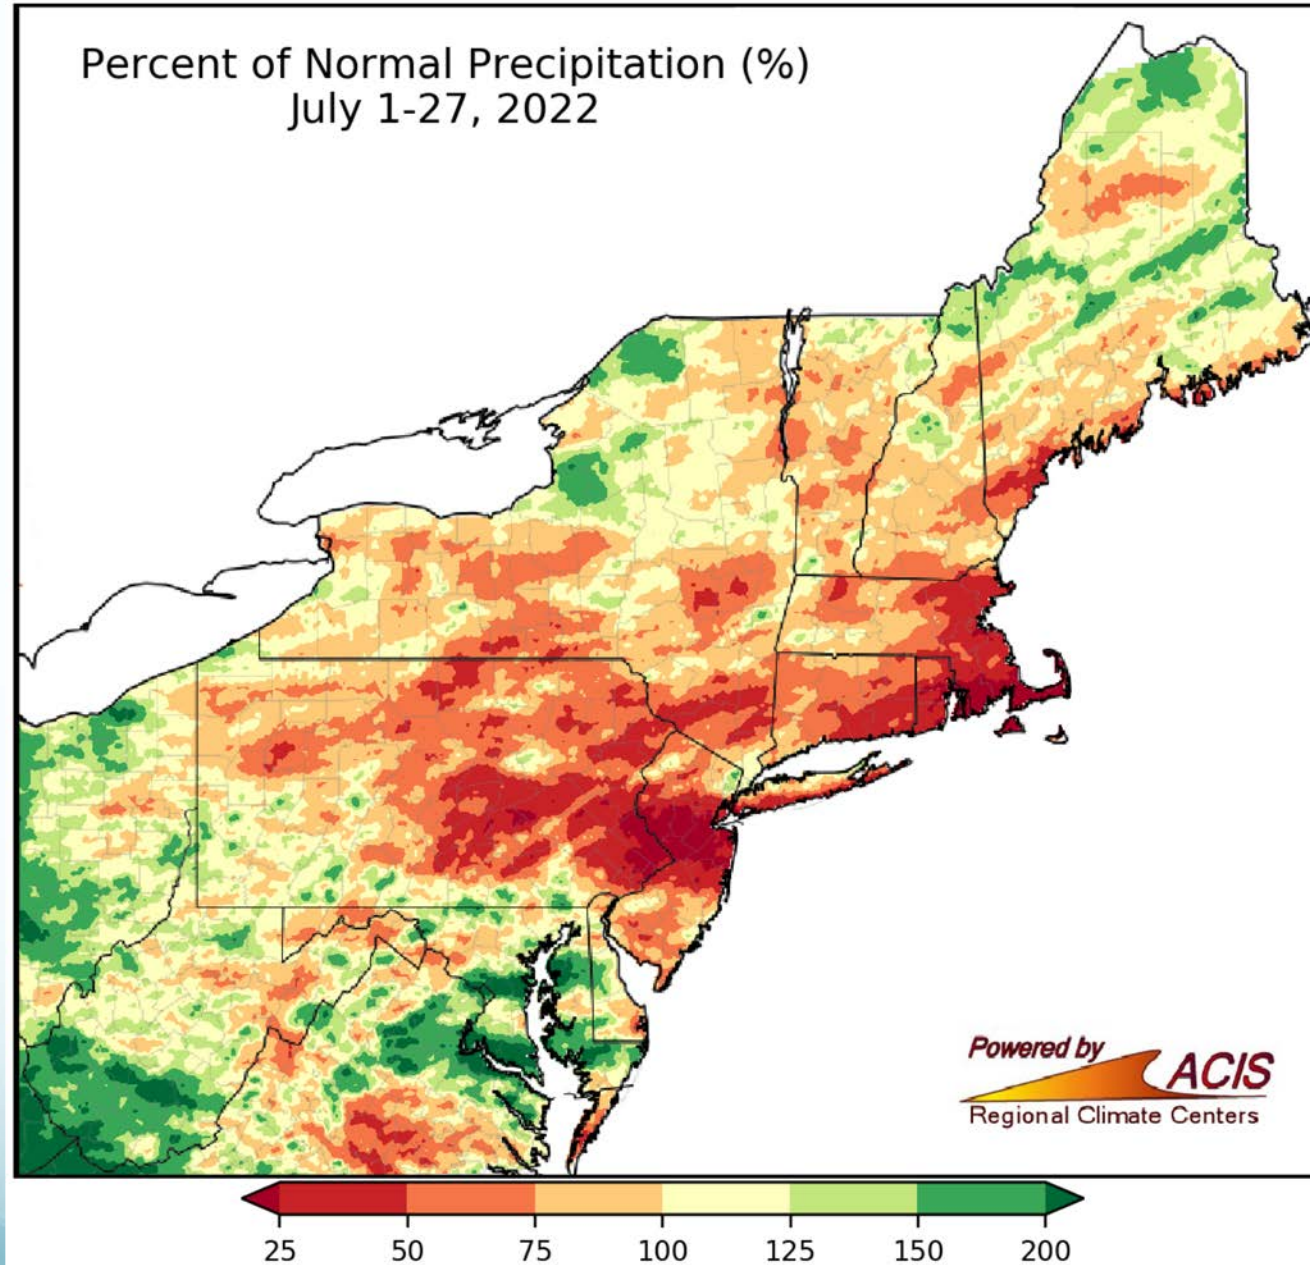 Percent of Normal Precipitation (%)
July 1-27, 2022
Powered by
ACIS
Regional Climate Centers
25 50 75 100 125 150 200